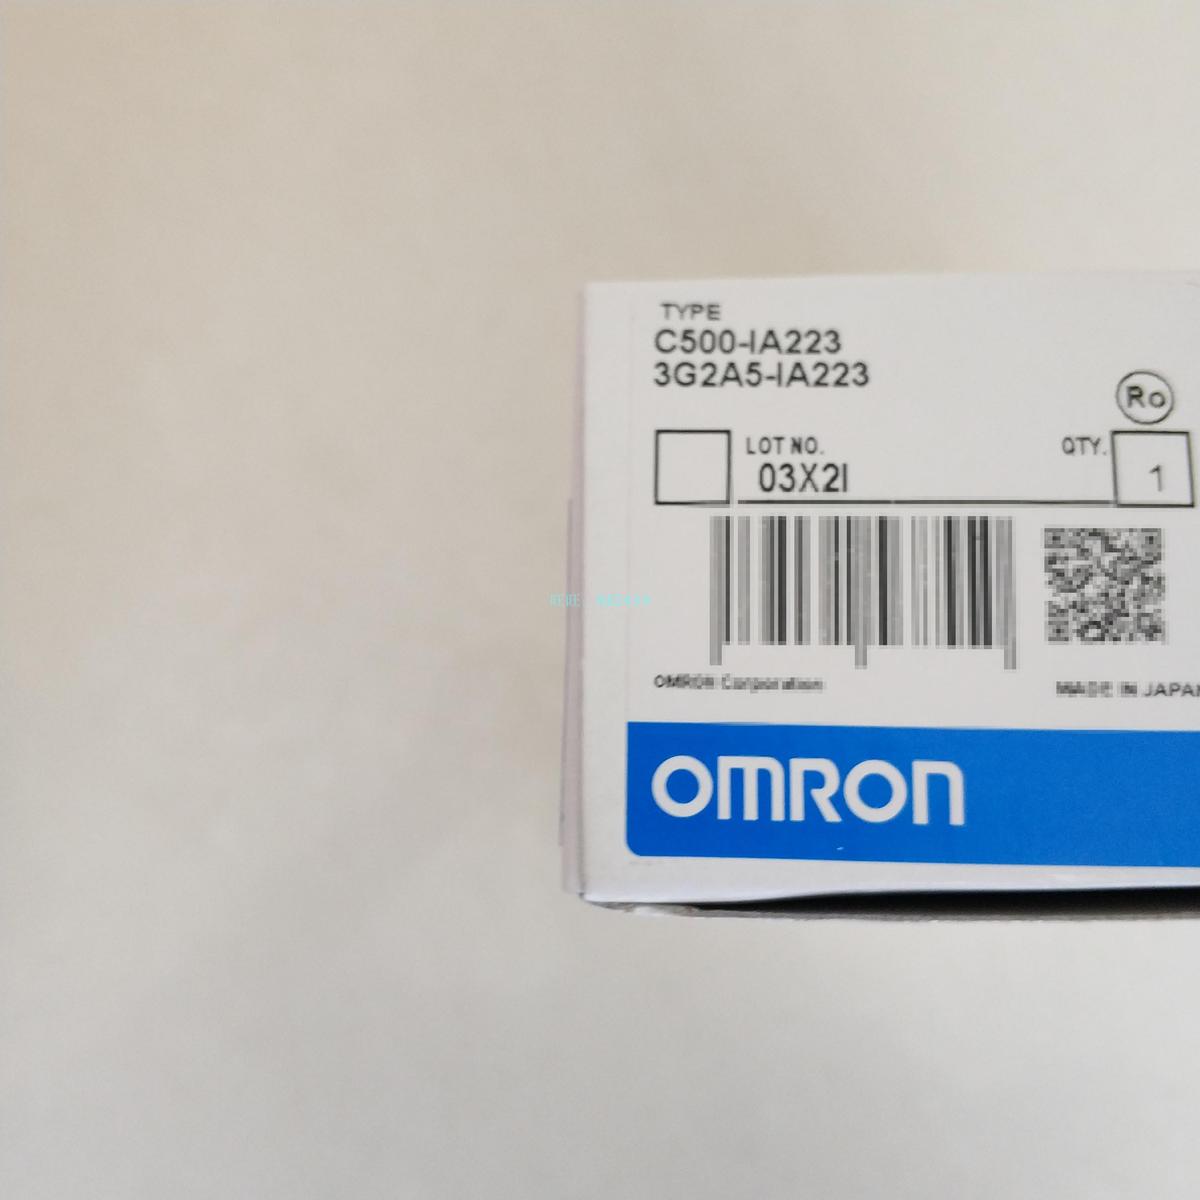 TYPE
C500-IA223
3G2A5-IA223
Ro
LOT NO.
03X2I
QTY.
1
OMRON Corporation
MADE IN JAPAN
OMRON